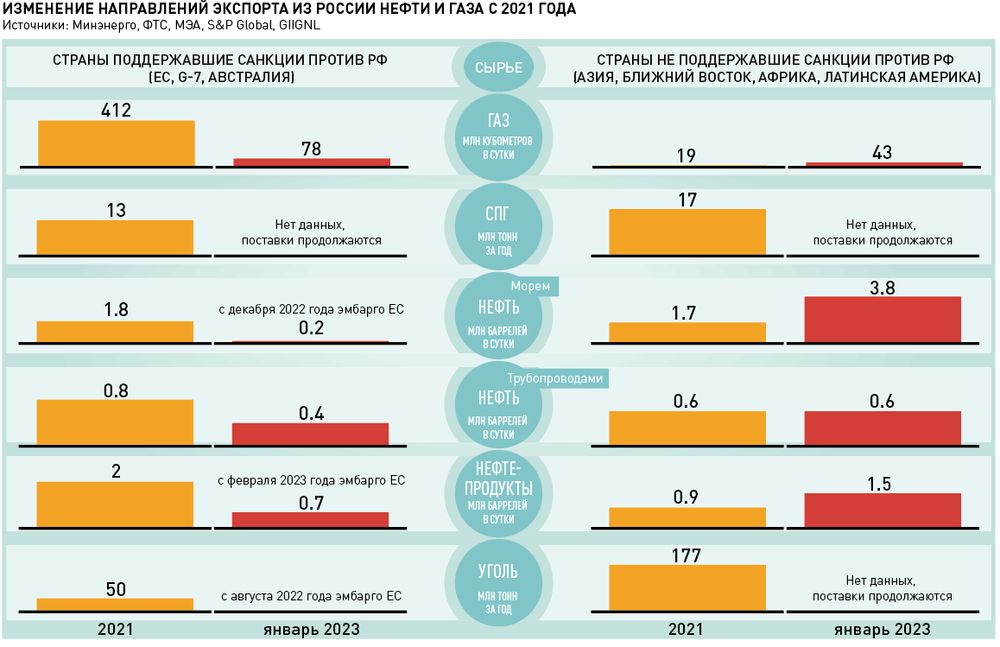 ИЗМЕНЕНИЕ НАПРАВЛЕНИЙ ЭКСПОРТА ИЗ РОССИИ НЕФТИ И ГАЗА С 2021 ГОДА
Источники: Минэнерго, ФТС, МЭА, S&P Global, GIIGNL
СТРАНЫ ПОДДЕРЖАВШИЕ САНКЦИИ ПРОТИВ РФ
(ЕС, G-7, АВСТРАЛИЯ)
СЫРЬЕ
СТРАНЫ НЕ ПОДДЕРЖАВШИЕ САНКЦИИ ПРОТИВ РФ
(АЗИЯ, БЛИЖНИЙ ВОСТОК, АФРИКА, ЛАТИНСКАЯ АМЕРИКА)
412
78
ГАЗ
МЛН КУБОМЕТРОВ
В СУТКИ
19
43
13
Нет данных,
поставки продолжаются
СПГ
МЛН ТОНН
ЗА ГОД
17
Нет данных,
поставки продолжаются
1.8
с декабря 2022 года эмбарго ЕС
0.2
Морем
НЕФТЬ
МЛН БАРРЕЛЕЙ
В СУТКИ
1.7
3.8
0.8
0.4
Трубопроводами
НЕФТЬ
МЛН БАРРЕЛЕЙ
В СУТКИ
0.6
0.6
2
с февраля 2023 года эмбарго ЕС
0.7
НЕФТЕ-
ПРОДУКТЫ
МЛН БАРРЕЛЕЙ
В СУТКИ
0.9
1.5
50
с августа 2022 года эмбарго ЕС
УГОЛЬ
МЛН ТОНН
ЗА ГОД
177
Нет данных,
поставки продолжаются
2021
январь 2023
2021
январь 2023